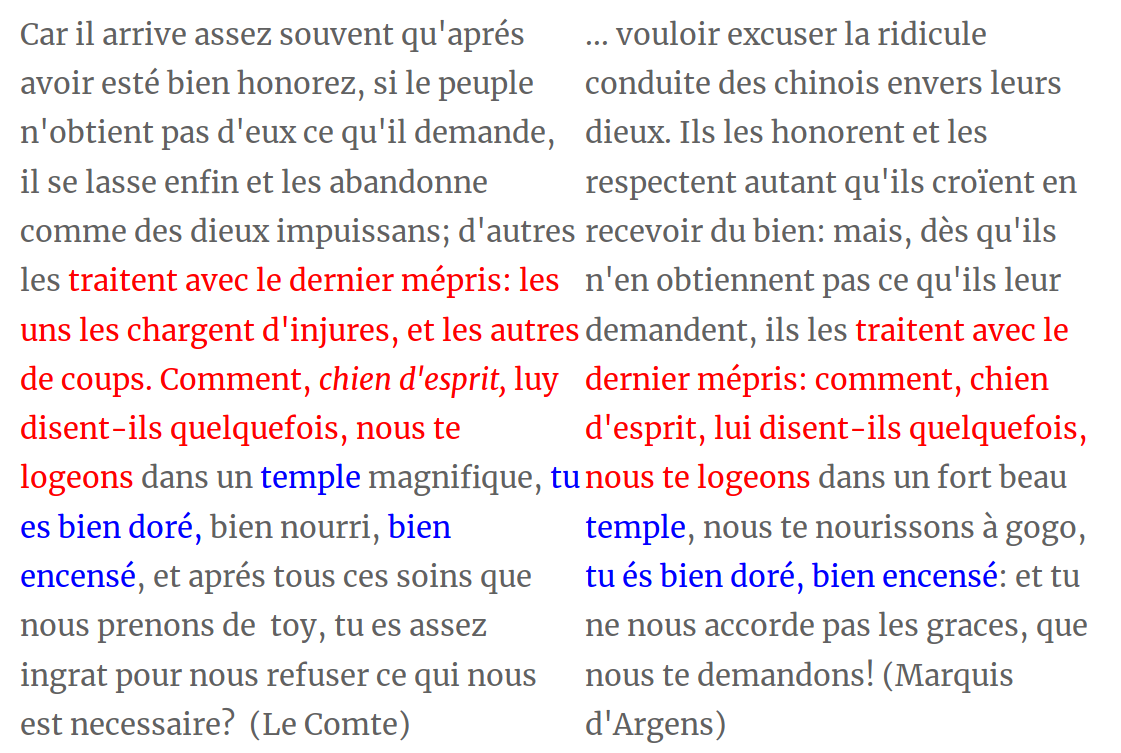 Car il arrive assez souvent qu'aprés
avoir esté bien honorez, si le peuple
n'obtient pas d'eux ce qu'il demande,
il se lasse enfin et les abandonne
comme des dieux impuissans; d'autres
les traitent avec le dernier mépris: les
uns les chargent d'injures, et les autres
de coups. Comment, chien d'esprit, luy
disent-ils quelquefois, nous te
logeons dans un temple magnifique, tu
es bien doré, bien nourri, bien
encensé, et aprés tous ces soins que
nous prenons de  toy, tu es assez
ingrat pour nous refuser ce qui nous
est necessaire?  (Le Comte)
... vouloir excuser la ridicule
conduite des chinois envers leurs
dieux. Ils les honorent et les
respectent autant qu'ils croïent en
recevoir du bien: mais, dès qu'ils
n'en obtiennent pas ce qu'ils leur
demandent, ils les traitent avec le
dernier mépris: comment, chien
d'esprit, lui disent-ils quelquefois,
nous te logeons dans un fort beau
temple, nous te nourissons à gogo,
tu és bien doré, bien encensé: et tu
ne nous accorde pas les graces, que
nous te demandons! (Marquis
d'Argens)